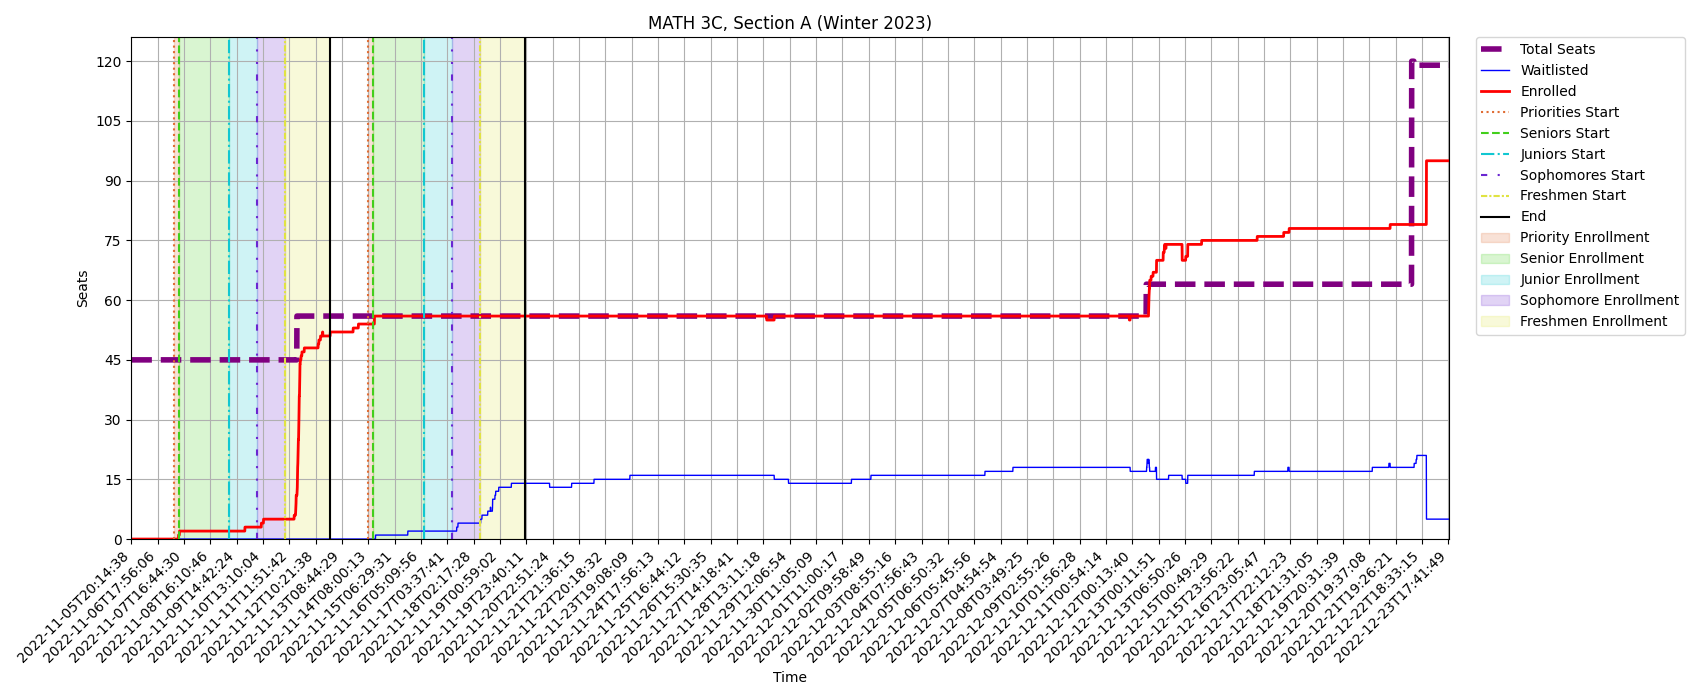 MATH 3C, Section A (Winter 2023)
Seats
120
105
90
75
60
45
30
15
0
2022-11-05T20:14:38
2022-11-06T17:56:06
2022-11-07T16:44:30
2022-11-08T16:10:46
2022-11-09T14:42:24
2022-11-10T13:10:04
2022-11-11T11:51:42
2022-11-12T10:21:38
2022-11-13T08:44:29
2022-11-14T08:00:13
2022-11-15T06:29:31
2022-11-16T05:09:56
2022-11-17T03:37:41
2022-11-18T02:17:28
2022-11-19T00:59:02
2022-11-19T23:40:11
2022-11-20T22:51:24
2022-11-21T21:36:15
2022-11-22T20:18:32
2022-11-23T19:08:09
2022-11-24T17:56:13
2022-11-25T16:44:12
2022-11-26T15:30:35
2022-11-27T14:18:41
2022-11-28T13:11:18
2022-11-29T12:06:54
2022-11-30T11:05:09
2022-12-01T11:00:17
2022-12-02T09:58:49
2022-12-03T08:55:16
2022-12-04T07:56:43
2022-12-05T06:50:32
2022-12-06T05:45:56
2022-12-07T04:54:54
2022-12-08T03:49:25
2022-12-09T02:55:26
2022-12-10T01:56:28
2022-12-11T00:54:14
2022-12-12T00:13:40
2022-12-13T00:11:51
2022-12-13T06:50:26
2022-12-15T00:49:29
2022-12-15T23:56:22
2022-12-16T23:05:47
2022-12-17T22:12:23
2022-12-18T21:31:05
2022-12-19T20:31:39
2022-12-20T19:37:08
2022-12-21T19:26:21
2022-12-22T18:33:15
2022-12-23T17:41:49
Time
Total Seats
Waitlisted
Enrolled
Priorities Start
Seniors Start
Juniors Start
Sophomores Start
Freshmen Start
End
Priority Enrollment
Senior Enrollment
Junior Enrollment
Sophomore Enrollment
Freshmen Enrollment